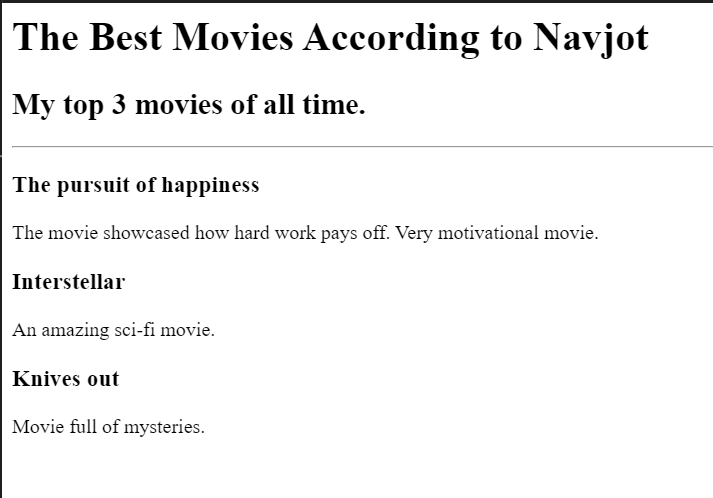 The Best Movies According to Navjot
My top 3 movies of all time.
The pursuit of happiness
The movie showcased how hard work pays off. Very motivational movie.
Interstellar
An amazing sci-fi movie.
Knives out
Movie full of mysteries.